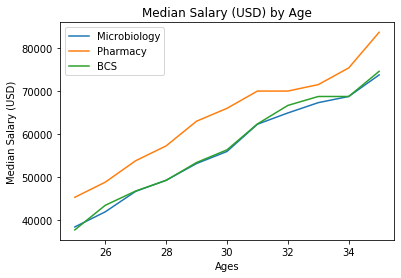 Median Salary (USD) by Age
Microbiology
Pharmacy
BCS
Median Salary (USD)
80000
70000
60000
50000
40000
26 28 30 32 34
Ages